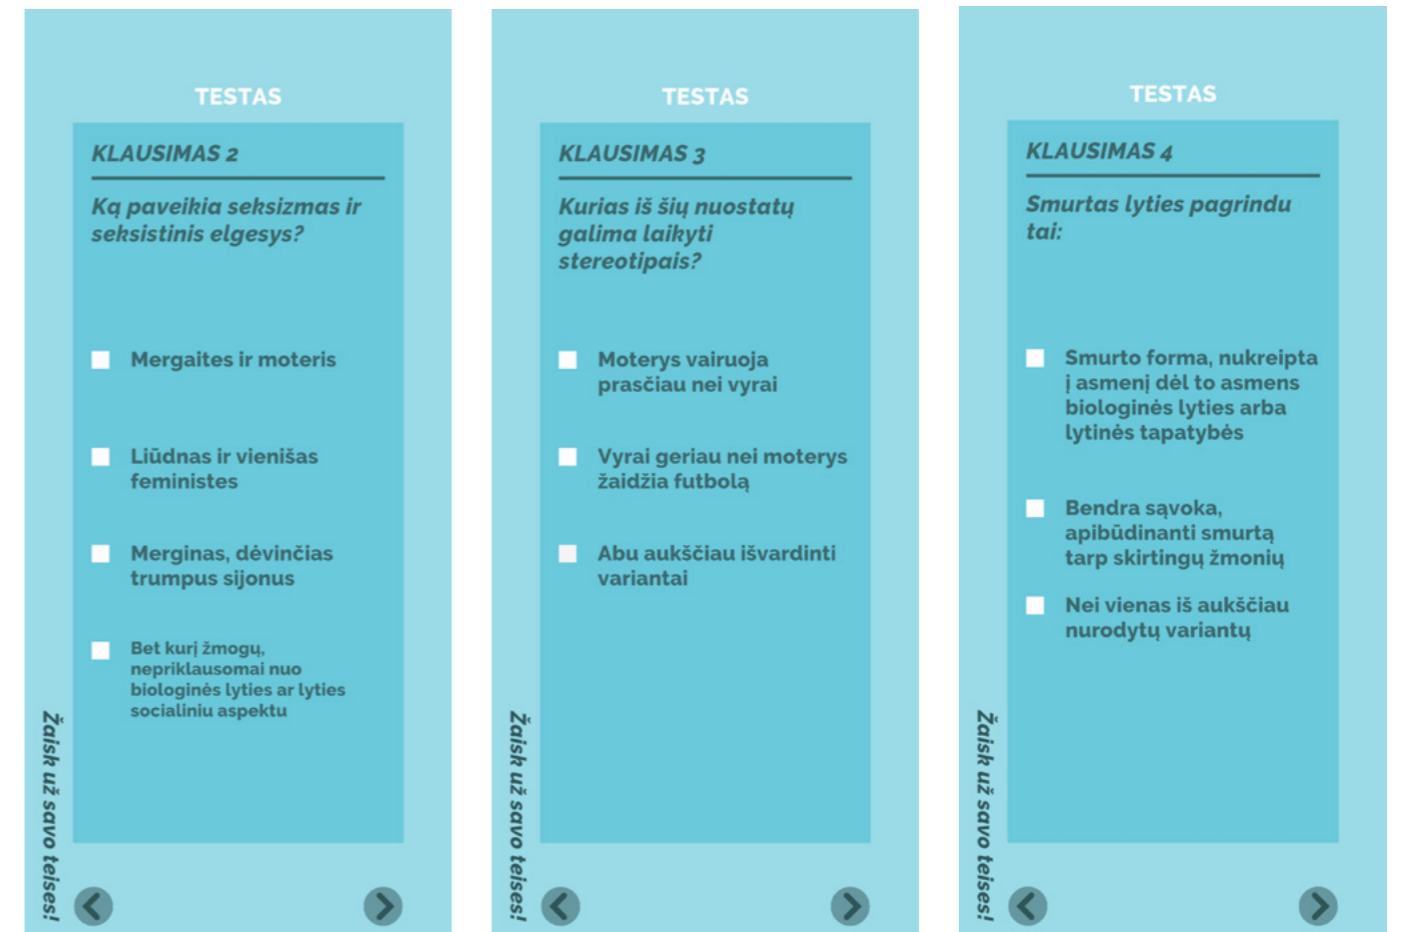 TESTAS
KLAUSIMAS 2
Ką paveikia seksizmas ir
seksistinis elgesys?
Mergaites ir moteris
Liūdnas ir vienišas
feministes
Merginas, dėvinčias
trumpus sijonus
Bet kurį žmogų,
nepriklausomai nuo
biologinės lyties ar lyties
socialiniu aspektu
Žaisk už savo teises!
TESTAS
KLAUSIMAS 3
Kurias iš šių nuostatų
galima laikyti
stereotipais?
Moterys vairuoja
prasčiau nei vyrai
Vyrai geriau nei moterys
žaidžia futbolą
Abu aukščiau išvardinti
variantai
Žaisk už savo teises!
TESTAS
KLAUSIMAS 4
Smurtas lyties pagrindu
tai:
Smurto forma, nukreipta
į asmenį dėl to asmens
biologinės lyties arba
lytinės tapatybės
Bendra sąvoka,
apibūdinanti smurtą
tarp skirtingų žmonių
Nei vienas iš aukščiau
nurodytų variantų
Žaisk už savo teises!